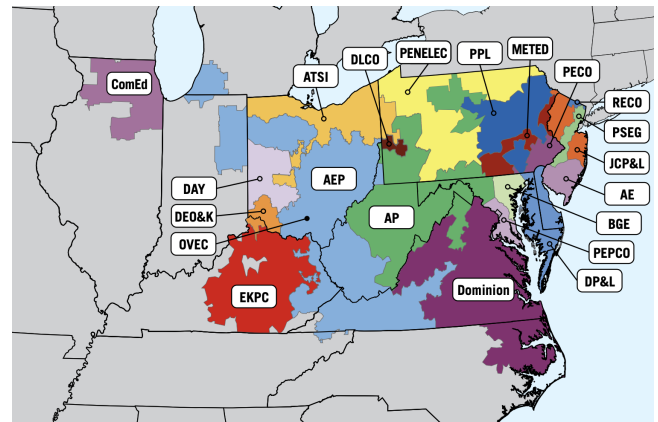 DLCO
PENELEC
PPL
METED
PECO
ATSI
ComEd
RECO
PSEG
JCP&L
AE
BGE
PEPCO
DP&L
DAY
AEP
DEO&K
AP
OVEC
EKPC
Dominion